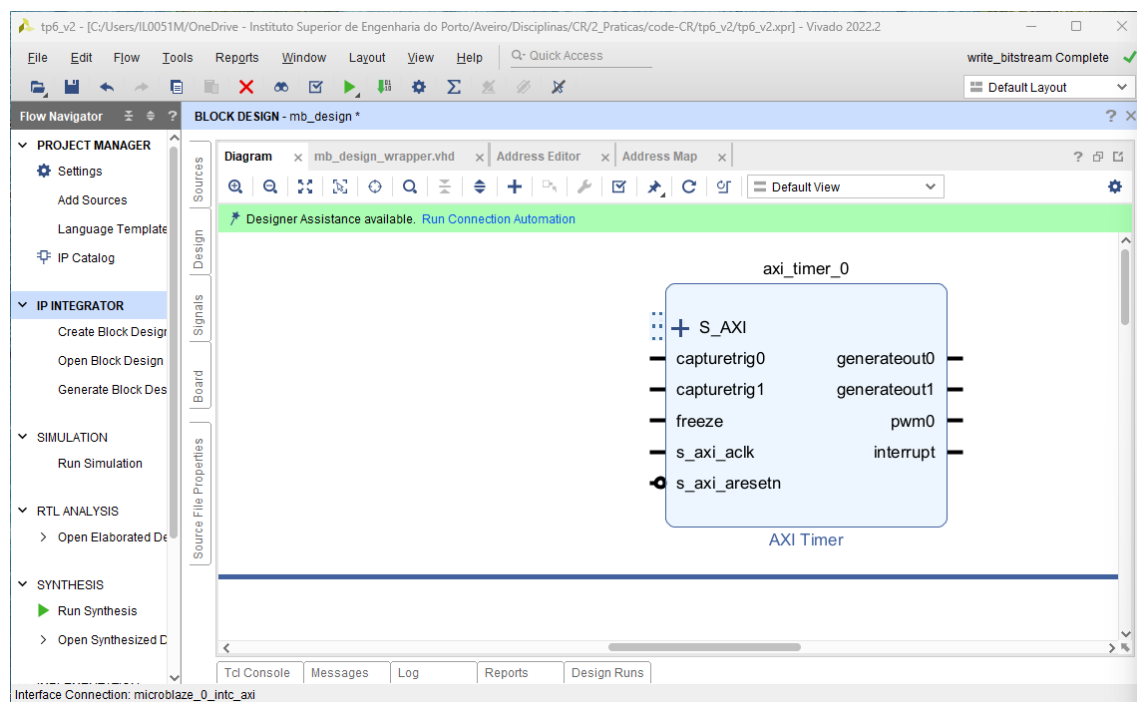 tp6_v2 - [C:/Users/IL0051M/OneDrive - Instituto Superior de Engenharia do Porto/Aveiro/Disciplinas/CR/2_Praticas/code-CR/tp6_v2/tp6_v2.xpr] - Vivado 2022.2
File Edit Flow Tools Reports Window Layout View Help Q- Quick Access write_bitstream Complete
Default Layout
Flow Navigator ? BLOCK DESIGN - mb_design * ? X
PROJECT MANAGER
Settings
Add Sources
Language Template
IP Catalog
IP INTEGRATOR
Create Block Design
Open Block Design
Generate Block Des
SIMULATION
Run Simulation
RTL ANALYSIS
Open Elaborated De
SYNTHESIS
Run Synthesis
Open Synthesized D
Sources
Design
Signals
Board
Source File Properties
Diagram x mb_design_wrapper.vhd x Address Editor x Address Map x ?
Default View
Designer Assistance available. Run Connection Automation
axi_timer_0
S_AXI
capturetrig0 generateout0
capturetrig1 generateout1
freeze pwm0
s_axi_aclk interrupt
s_axi_aresetn
AXI Timer
Tcl Console Messages Log Reports Design Runs
Interface Connection: microblaze_0_intc_axi